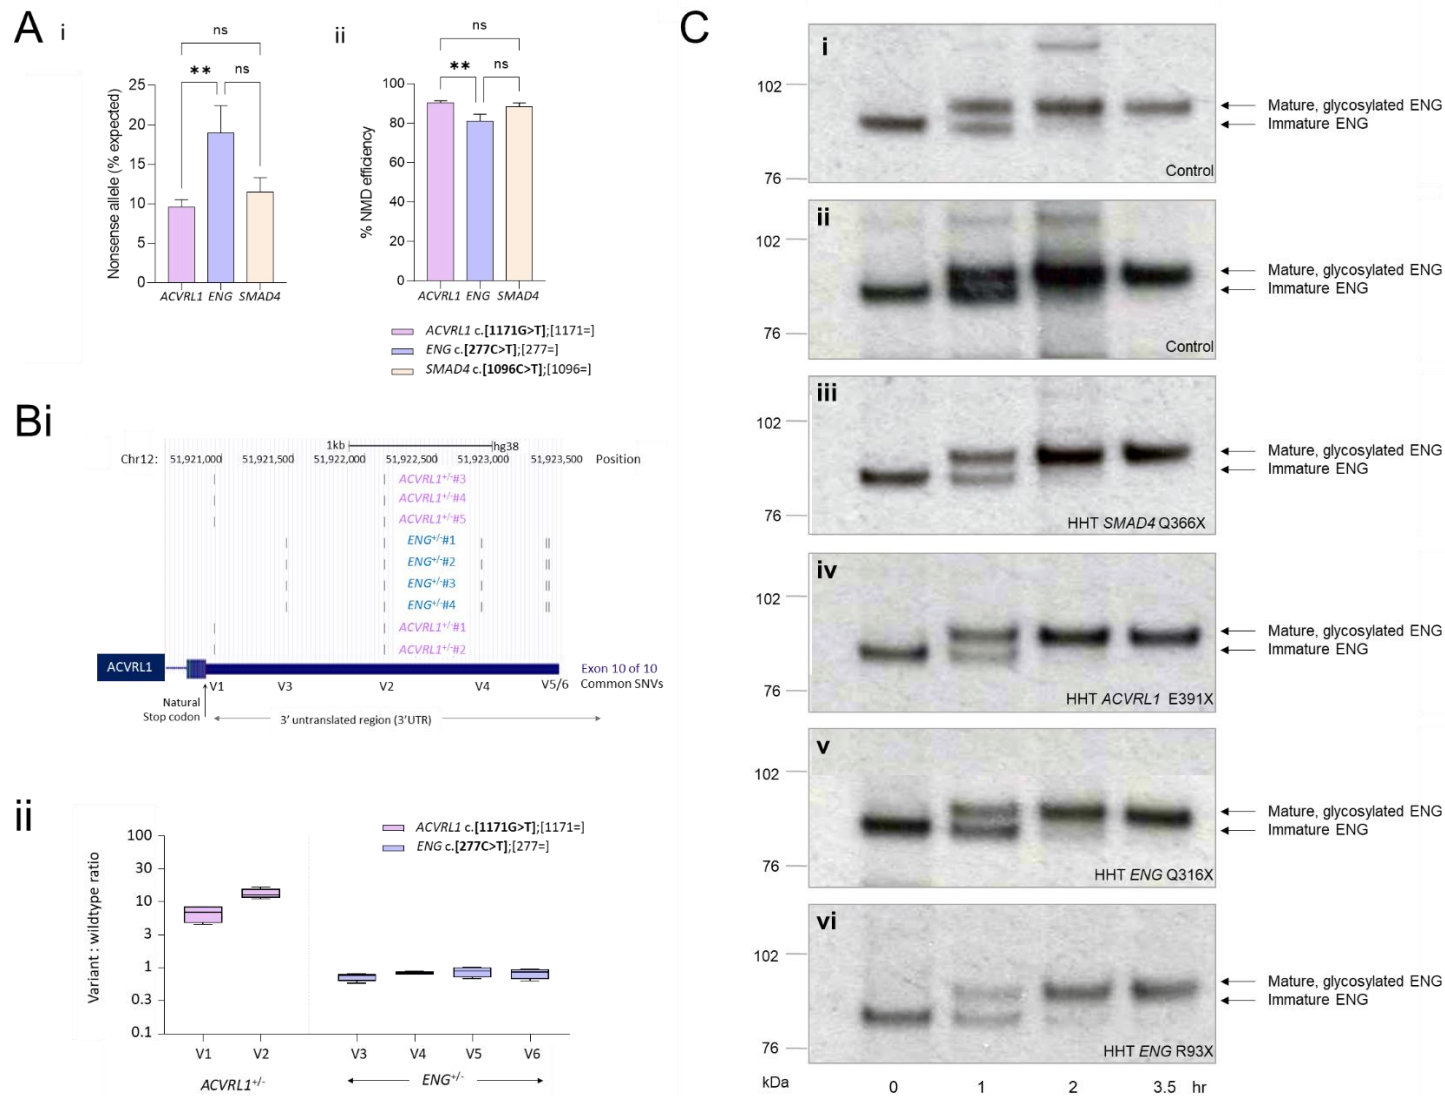 A i
ns
** ns
25
20
15
10
5
0
Nonsense allele (% expected)
ACVRL1 ENG SMAD4
ii
ns
** ns
100
80
60
40
20
0
% NMD efficiency
ACVRL1 ENG SMAD4
ACVRL1 c.[1171G>T];[1171=]
ENG c.[277C>T];[277=]
SMAD4 c.[1096C>T];[1096=]
Bi
1kb hg38
Chr12: 51,921,000 51,921,500 51,922,000 51,922,500 51,923,000 51,923,500 Position
ACVRL1+/-#3
ACVRL1+/-#4
ACVRL1+/-#5
ENG+/-#1
ENG+/-#2
ENG+/-#3
ENG+/-#4
ACVRL1+/-#1
ACVRL1+/-#2
ACVRL1
Exon 10 of 10
V1 V3 V2 V4 V5/6 Common SNVs
Natural
Stop codon
3' untranslated region (3'UTR)
ii
ACVRL1 c.[1171G>T];[1171=]
ENG c.[277C>T];[277=]
100
30
10
3
1
0.3
0.1
Variant : wildtype ratio
V1 V2 V3 V4 V5 V6
ACVRL1+/- ENG+/-
C
i
102
76
Mature, glycosylated ENG
Immature ENG
Control
ii
102
76
Mature, glycosylated ENG
Immature ENG
Control
iii
102
76
Mature, glycosylated ENG
Immature ENG
HHT SMAD4 Q366X
iv
102
76
Mature, glycosylated ENG
Immature ENG
HHT ACVRL1 E391X
v
102
76
Mature, glycosylated ENG
Immature ENG
HHT ENG Q316X
vi
102
76
Mature, glycosylated ENG
Immature ENG
HHT ENG R93X
kDa 0 1 2 3.5 hr